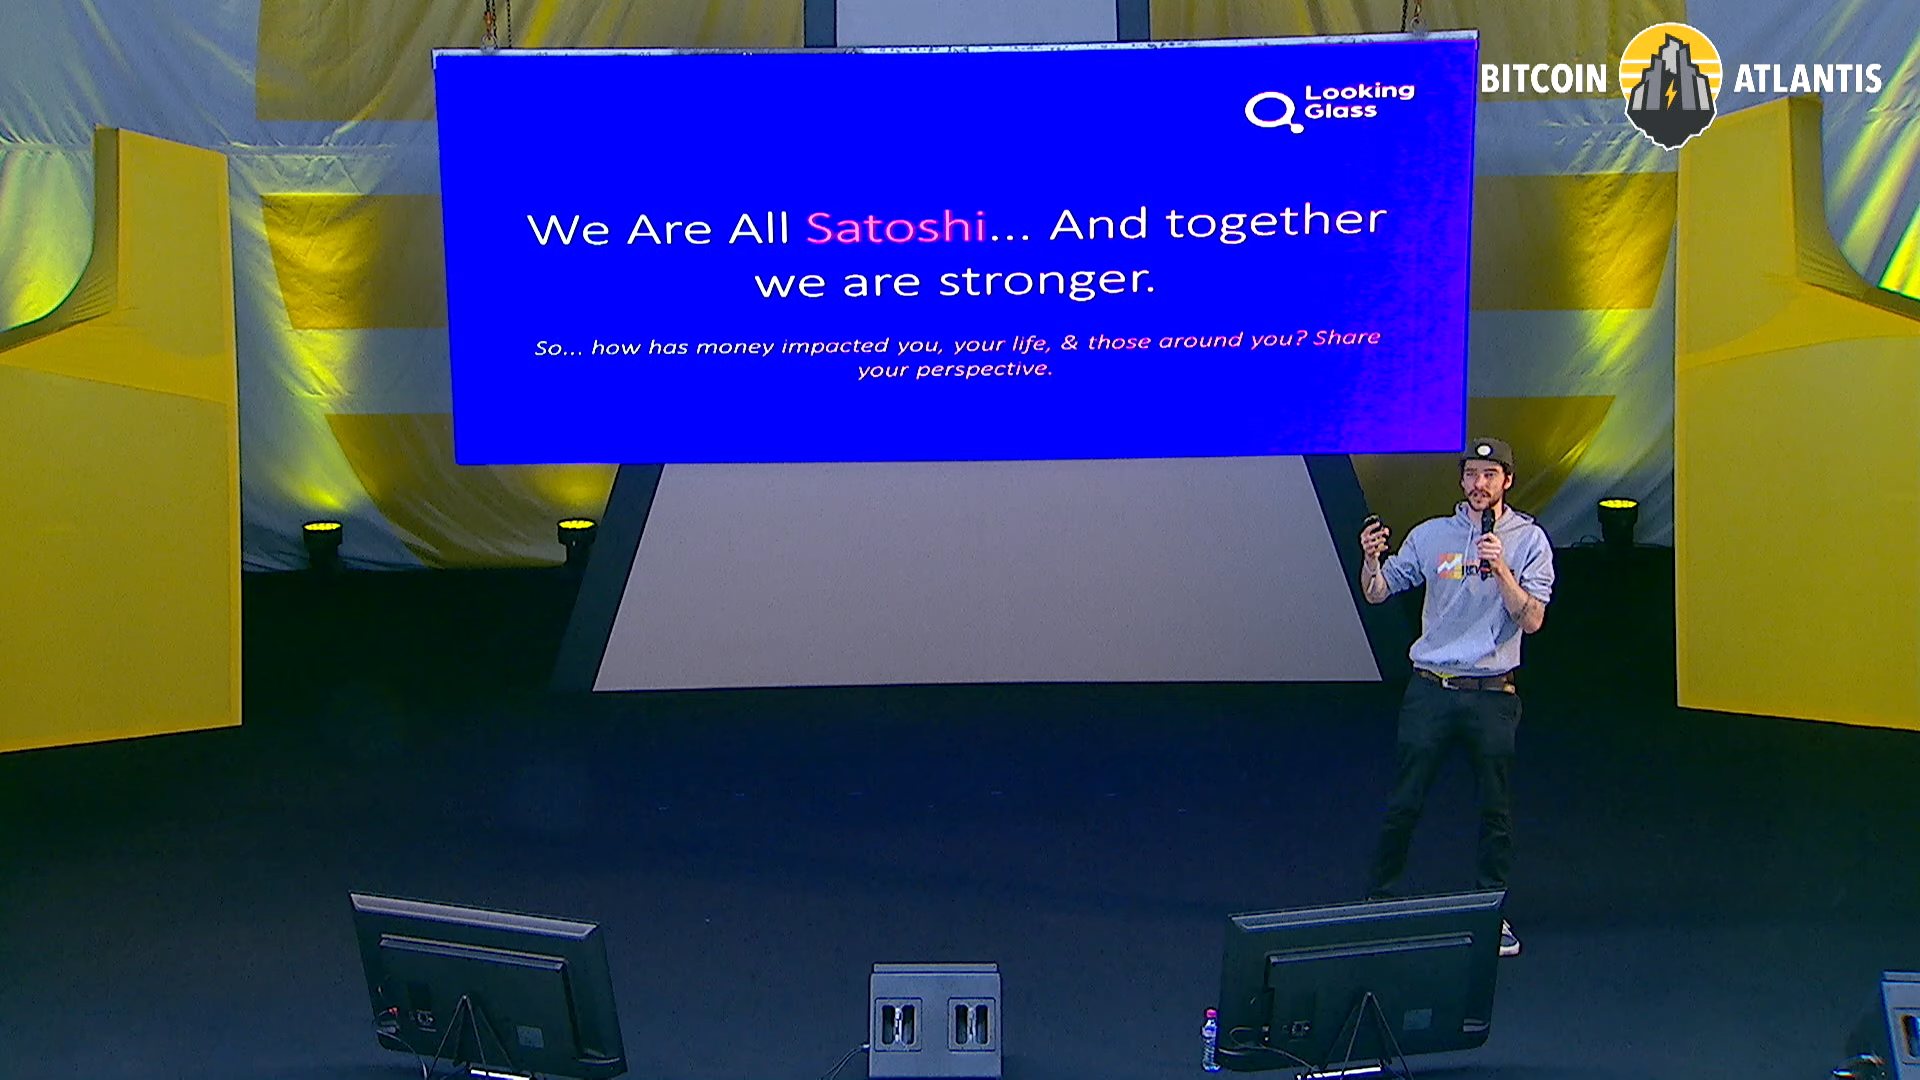 BITCOIN ATLANTIS
Looking
Glass
We Are All Satoshi... And together
we are stronger.
So... how has money impacted you, your life, & those around you? Share
your perspective.